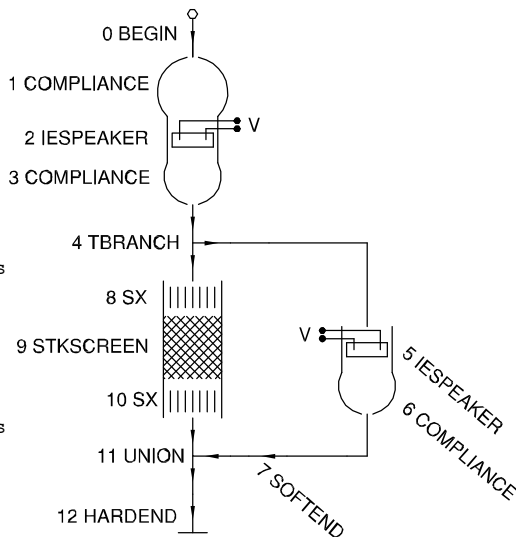 0 BEGIN
1 COMPLIANCE
V
2 IESPEAKER
3 COMPLIANCE
4 TBRANCH
s
8 SX
V
9 STKSCREEN
5 IESPEAKER
10 SX
6 COMPLIANCE
s
11 UNION
7 SOFTEND
12 HARDEND